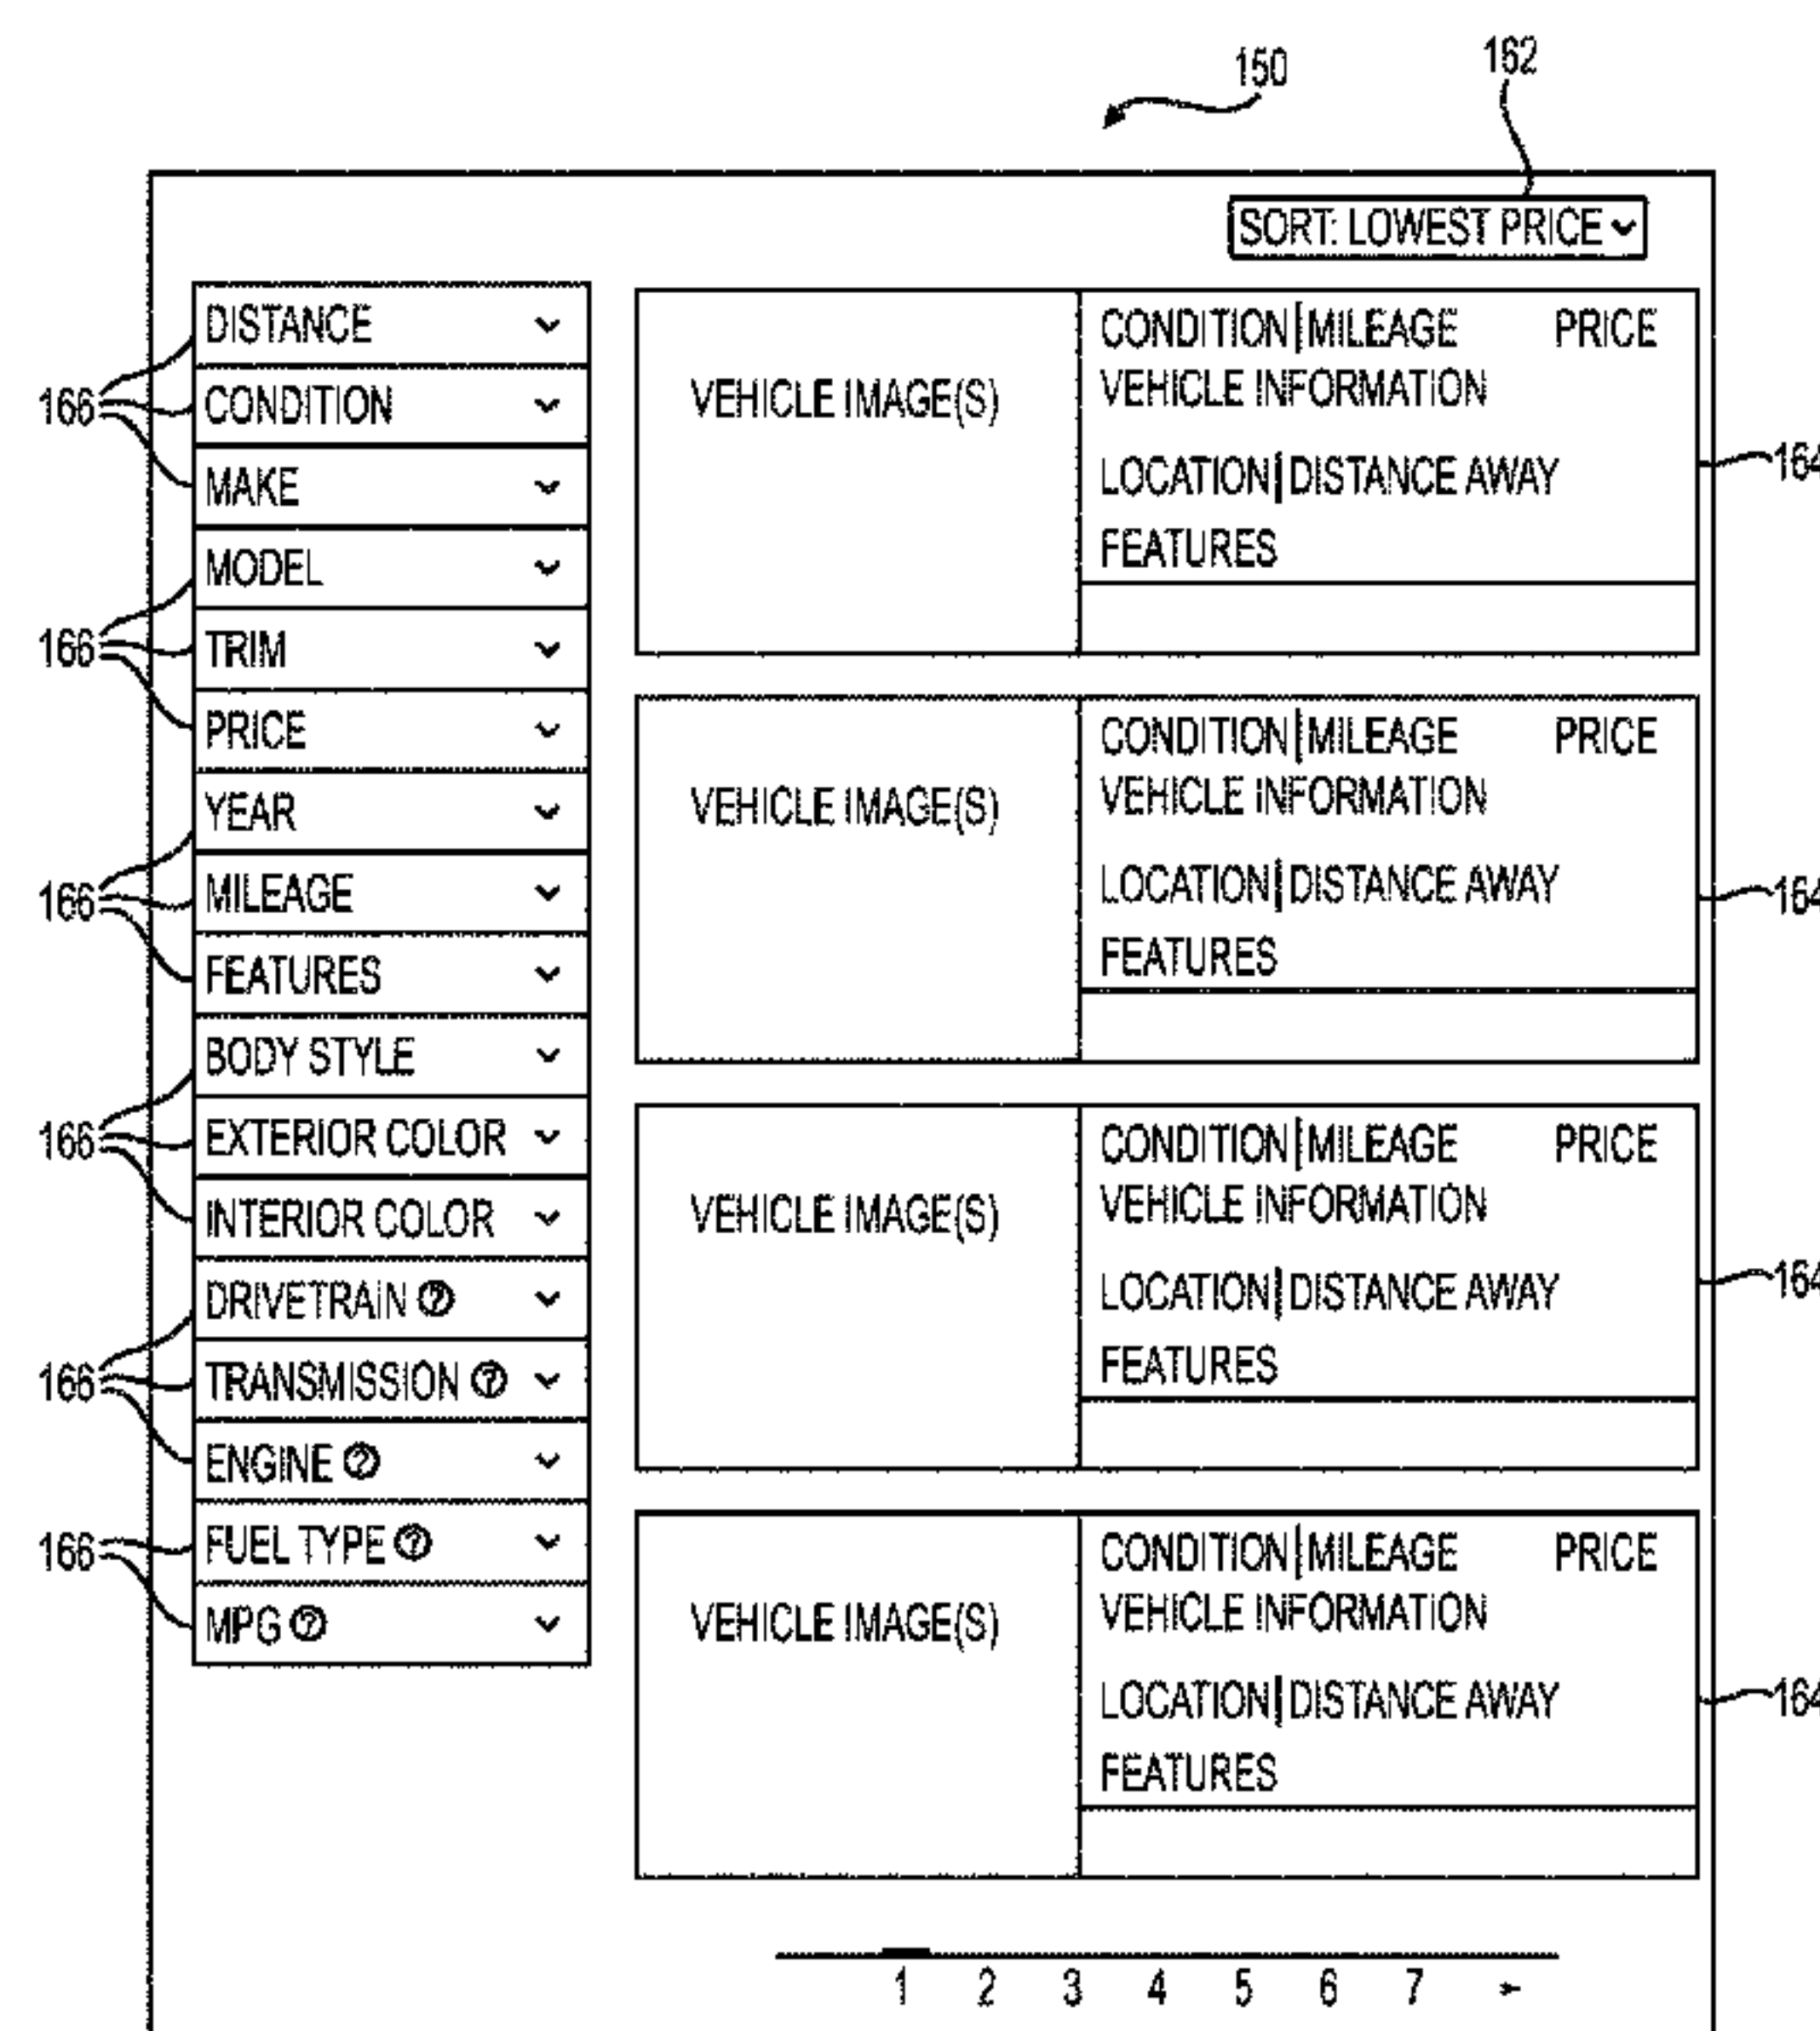 150
162
SORT: LOWEST PRICE
DISTANCE
166
CONDITION
MAKE
MODEL
166
TRIM
PRICE
YEAR
166
MILEAGE
FEATURES
BODY STYLE
166
EXTERIOR COLOR
INTERIOR COLOR
DRIVETRAIN ?
166
TRANSMISSION ?
ENGINE ?
166
FUEL TYPE ?
MPG ?
VEHICLE IMAGE(S)
CONDITION|MILEAGE PRICE
VEHICLE INFORMATION
LOCATION|DISTANCE AWAY
FEATURES
164
VEHICLE IMAGE(S)
CONDITION|MILEAGE PRICE
VEHICLE INFORMATION
LOCATION|DISTANCE AWAY
FEATURES
164
VEHICLE IMAGE(S)
CONDITION|MILEAGE PRICE
VEHICLE INFORMATION
LOCATION|DISTANCE AWAY
FEATURES
164
VEHICLE IMAGE(S)
CONDITION|MILEAGE PRICE
VEHICLE INFORMATION
LOCATION|DISTANCE AWAY
FEATURES
164
1 2 3 4 5 6 7 ➤